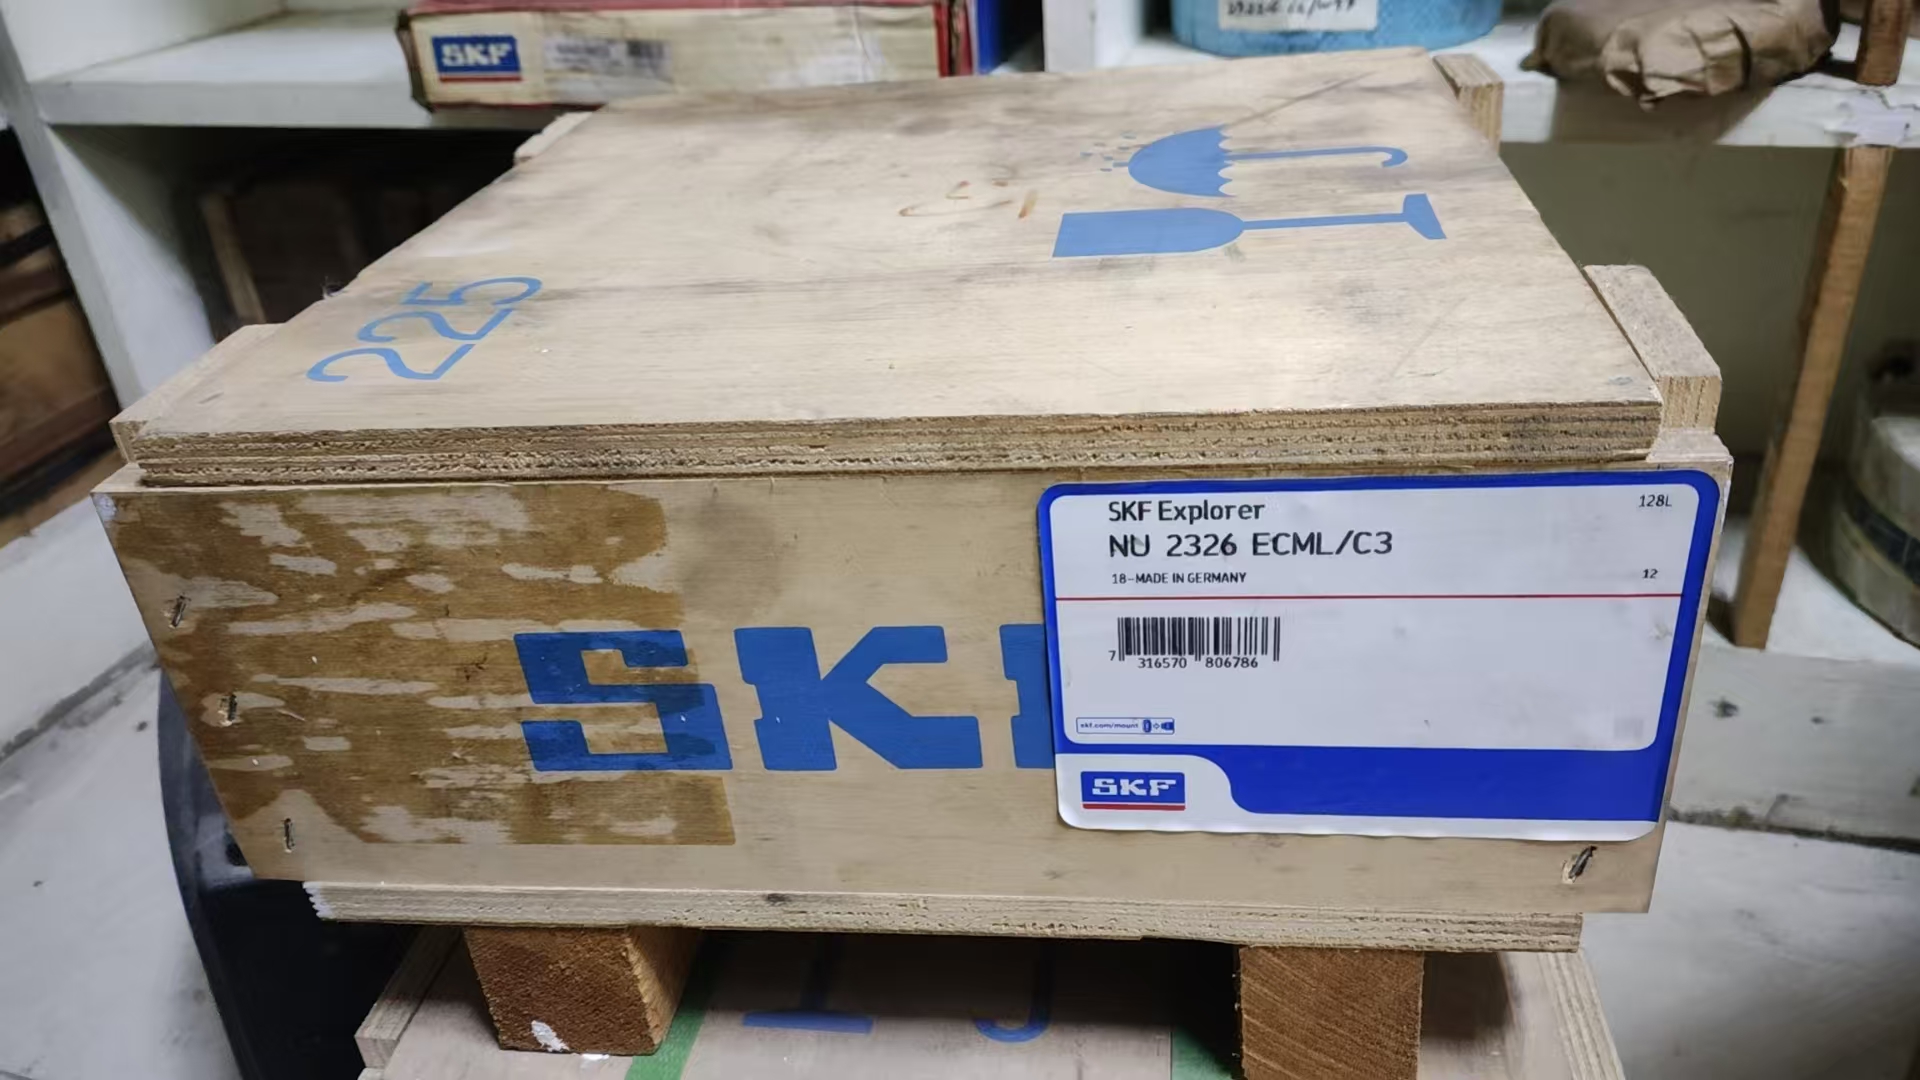 SKF
225
SKF Explorer
128L
NU 2326 ECML/C3
18-MADE IN GERMANY
12
7 316570 806786
skf.com/mount
SKF
SK